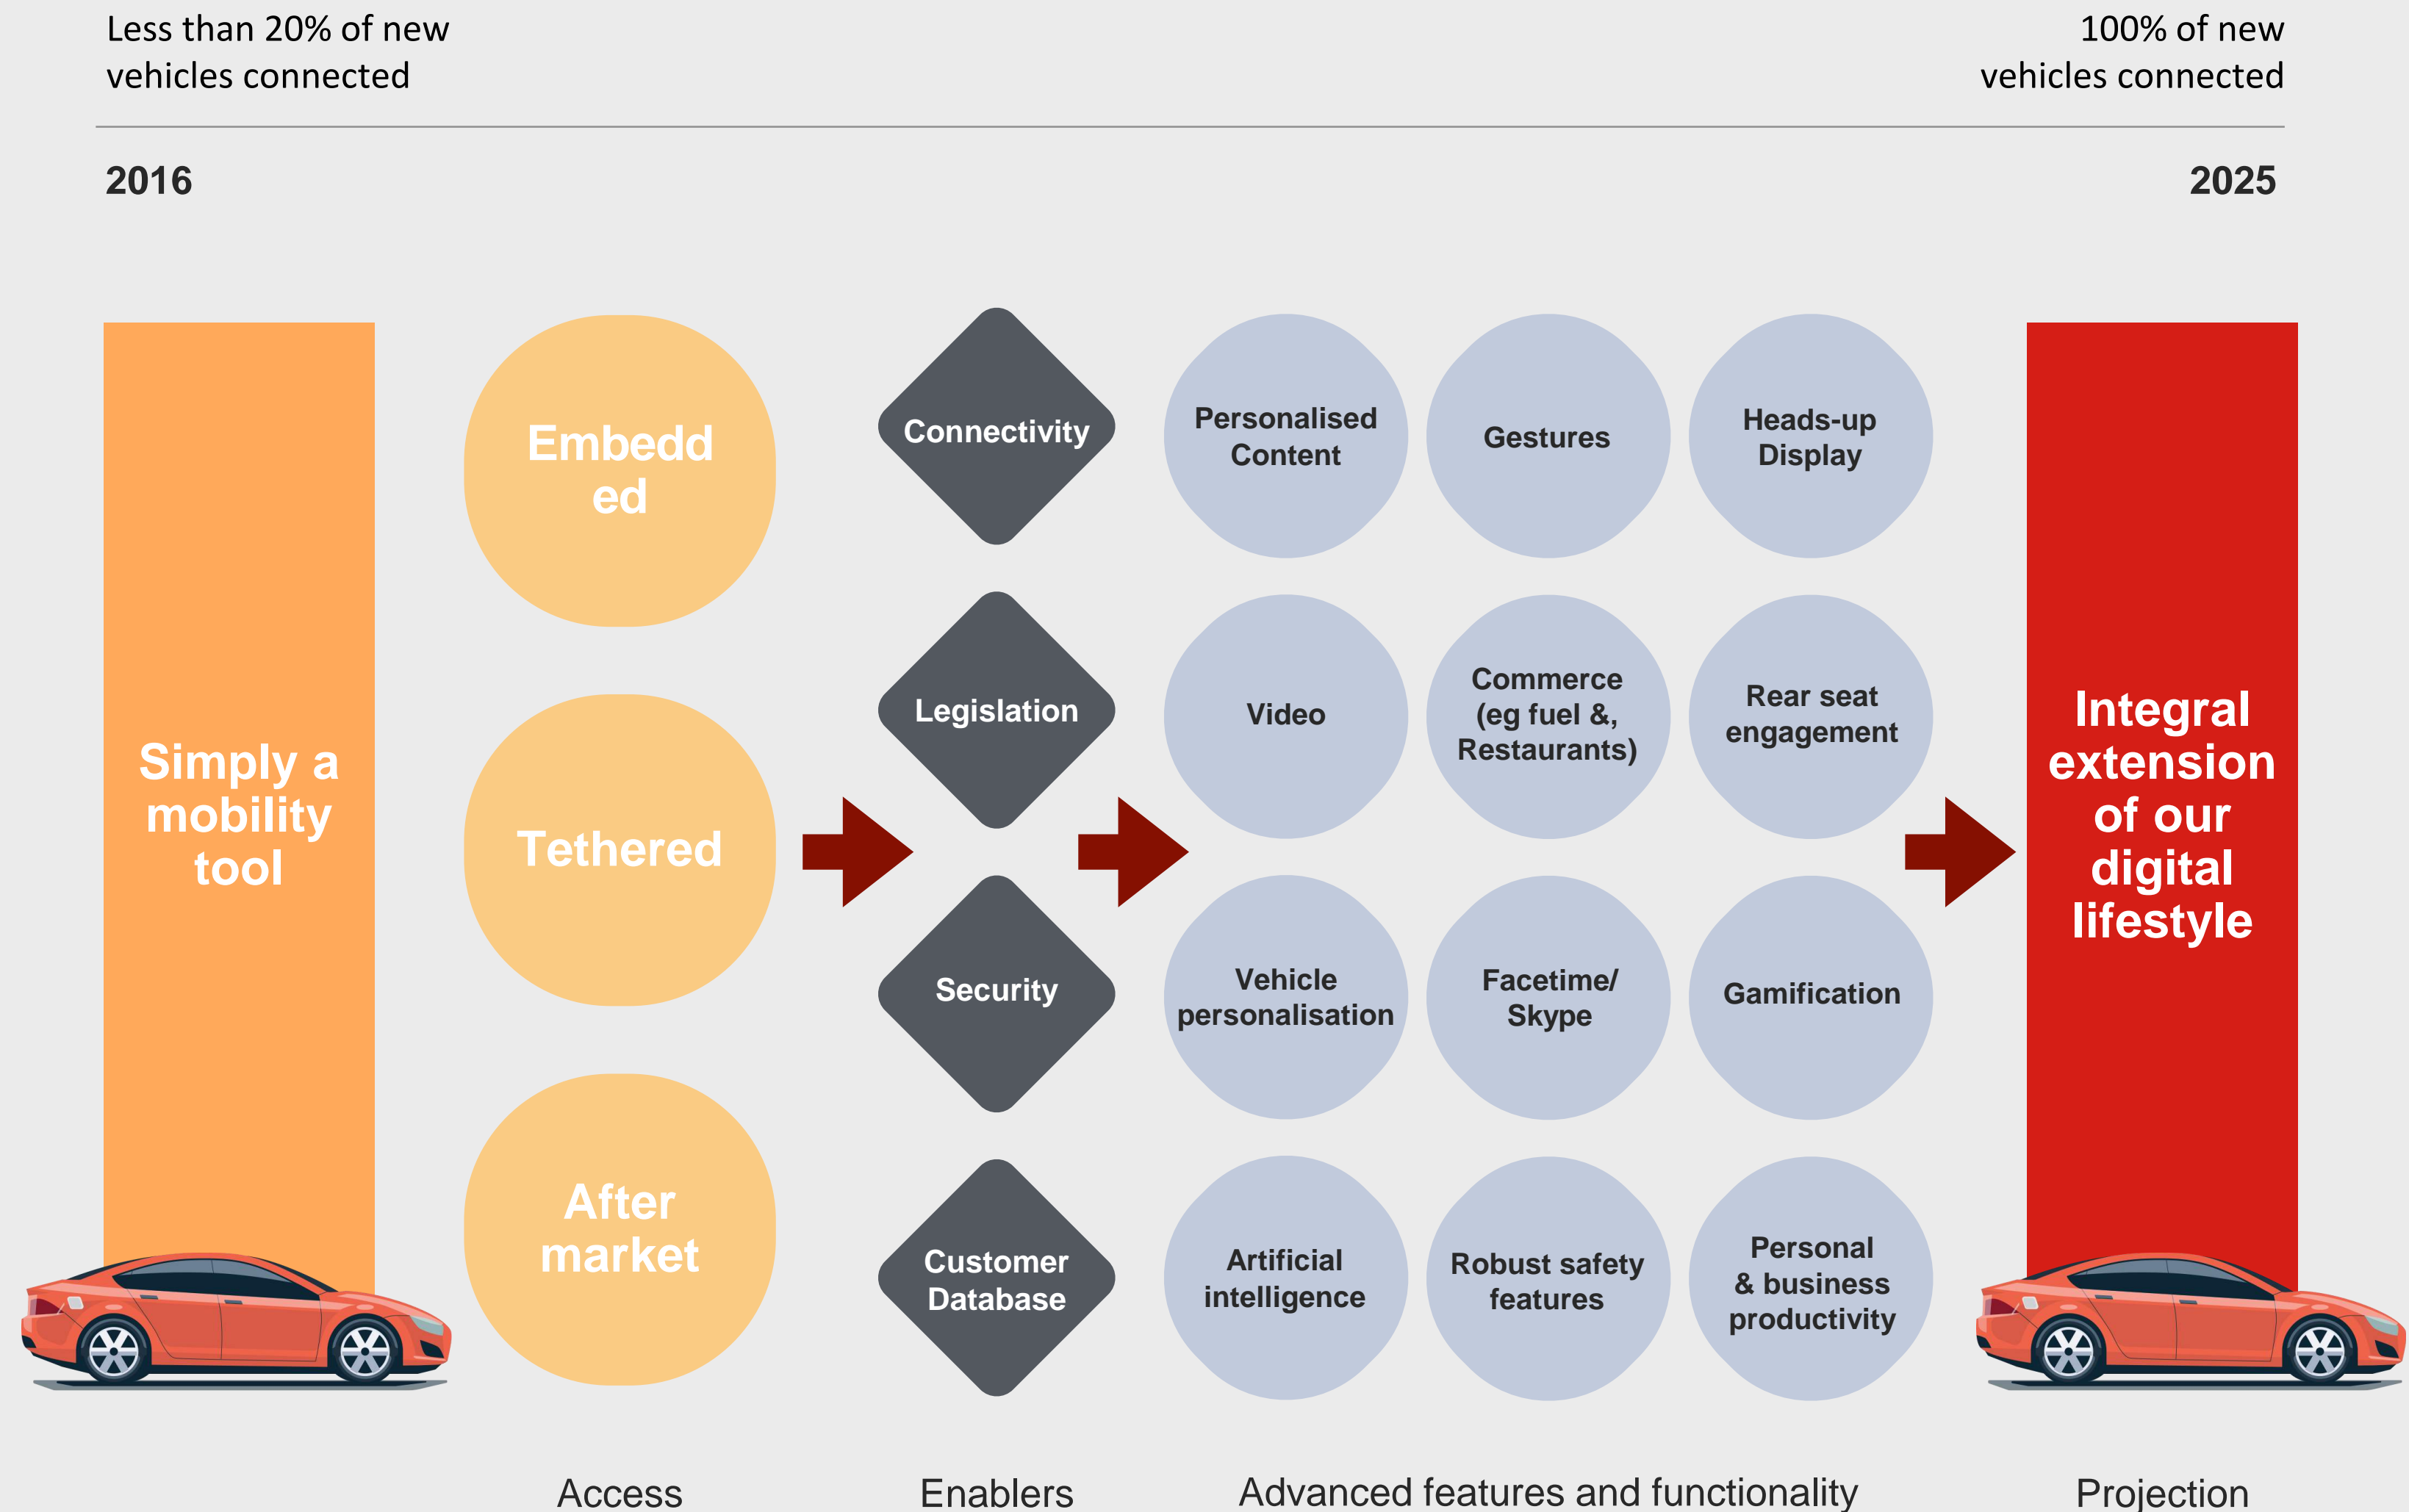 Less than 20% of new
vehicles connected
100% of new
vehicles connected
2016
2025
Simply a
mobility
tool
Embedd
ed
Tethered
After
market
Connectivity
Legislation
Security
Customer
Database
Personalised
Content
Gestures
Heads-up
Display
Video
Commerce
(eg fuel &,
Restaurants)
Rear seat
engagement
Vehicle
personalisation
Facetime/
Skype
Gamification
Artificial
intelligence
Robust safety
features
Personal
& business
productivity
Integral
extension
of our
digital
lifestyle
Access
Enablers
Advanced features and functionality
Projection